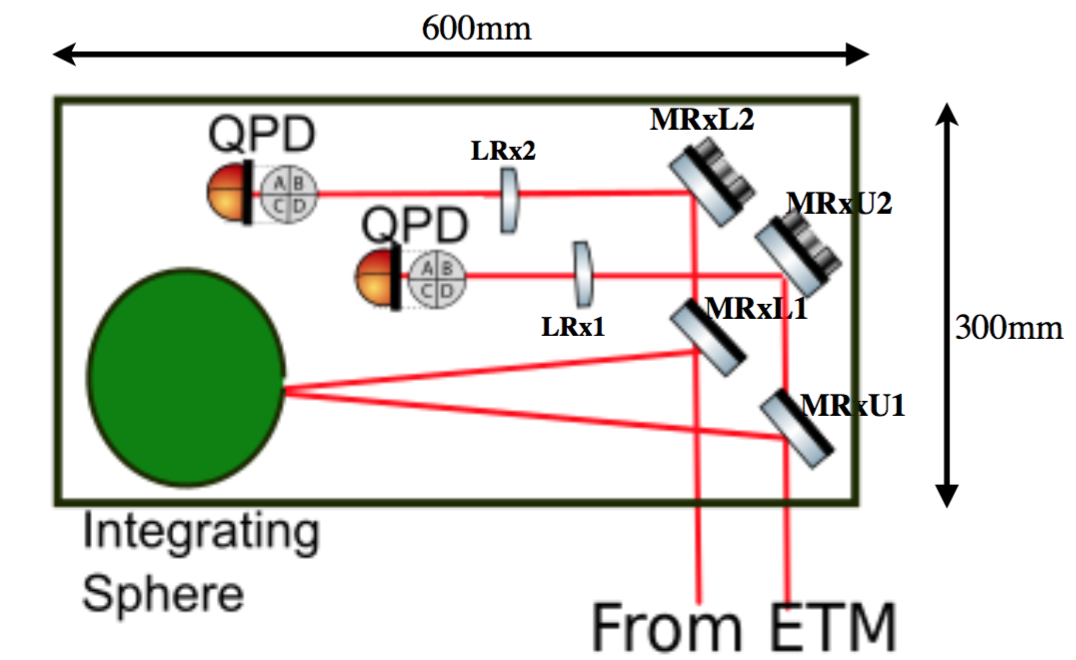 600mm
QPD
MRxL2
LRx2
A B
C D
MRxU2
QPD
A B
C D
MRxL1
LRx1
300mm
MRxU1
Integrating
Sphere
From ETM